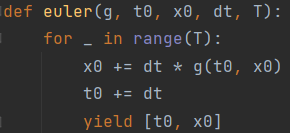 def euler(g, t0, x0, dt, T):
    for _ in range(T):
        x0 += dt * g(t0, x0)
        t0 += dt
        yield [t0, x0]